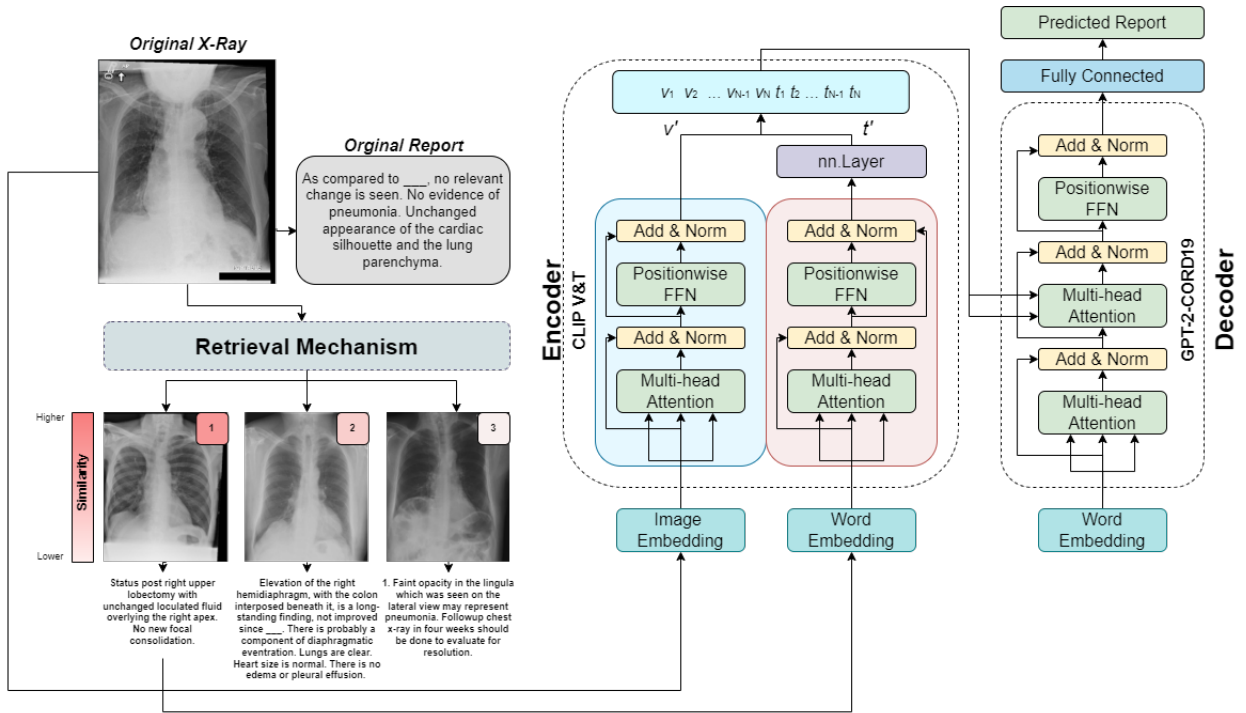 Original X-Ray
Orginal Report
As compared to ___, no relevant
change is seen. No evidence of
pneumonia. Unchanged
appearance of the cardiac
silhouette and the lung
parenchyma.
Retrieval Mechanism
Higher
Similarity
Lower
1
2
3
Status post right upper
lobectomy with
unchanged loculated fluid
overlying the right apex.
No new focal
consolidation.
Elevation of the right
hemidiaphragm, with the colon
interposed beneath it, is a long-
standing finding, not improved
since ___. There is probably a
component of diaphragmatic
eventration. Lungs are clear.
Heart size is normal. There is no
edema or pleural effusion.
1. Faint opacity in the lingula
which was seen on the
lateral view may represent
pneumonia. Followup chest
x-ray in four weeks should
be done to evaluate for
resolution.
Encoder
CLIP V&T
v1 v2 ... vN-1 vN t1 t2 ... tN-1 tN
v'
t'
nn.Layer
Add & Norm
Positionwise
FFN
Add & Norm
Multi-head
Attention
Image
Embedding
Add & Norm
Positionwise
FFN
Add & Norm
Multi-head
Attention
Word
Embedding
Predicted Report
Fully Connected
Add & Norm
Positionwise
FFN
Add & Norm
Multi-head
Attention
Add & Norm
Multi-head
Attention
Word
Embedding
GPT-2-CORD19
Decoder